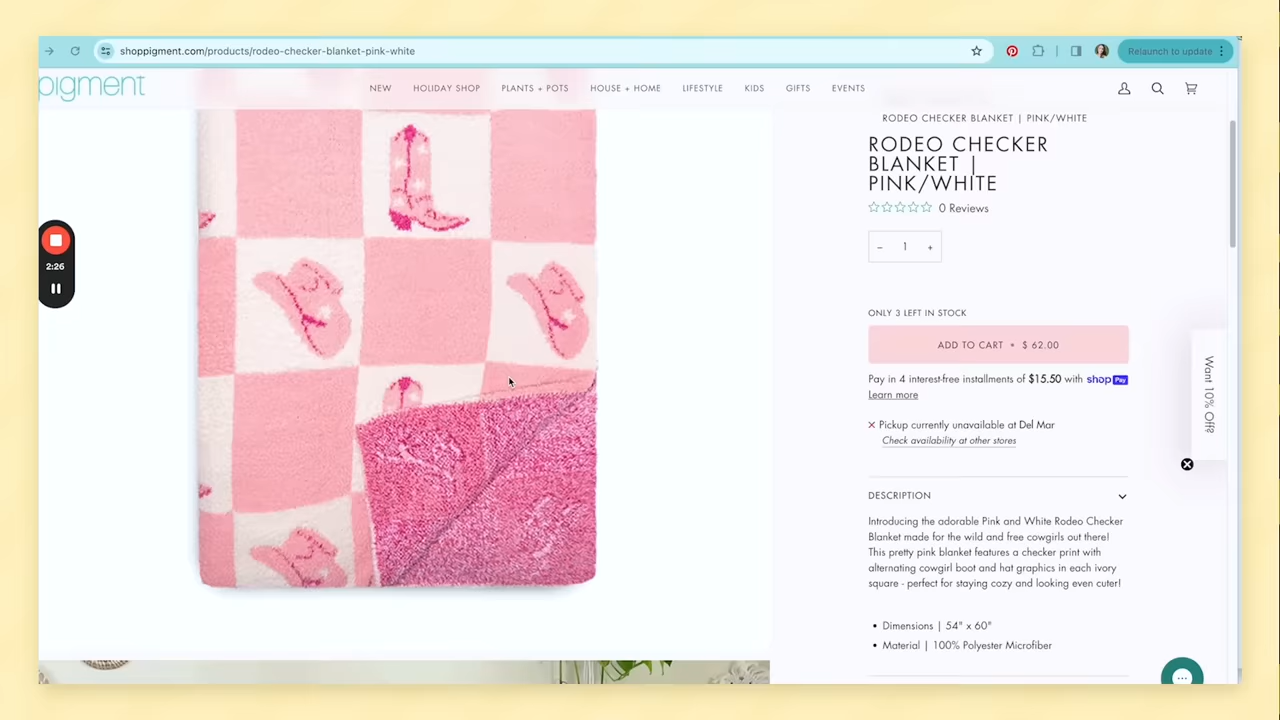 shoppigment.com/products/rodeo-checker-blanket-pink-white
Relaunch to update
pigment
NEW
HOLIDAY SHOP
PLANTS + POTS
HOUSE + HOME
LIFESTYLE
KIDS
GIFTS
EVENTS
RODEO CHECKER BLANKET | PINK/WHITE
RODEO CHECKER
BLANKET |
PINK/WHITE
0 Reviews
− 1 +
2:26
ONLY 3 LEFT IN STOCK
ADD TO CART • $ 62.00
Pay in 4 interest-free installments of $15.50 with shop Pay
Learn more
Want 10% Off?
Pickup currently unavailable at Del Mar
Check availability at other stores
DESCRIPTION
Introducing the adorable Pink and White Rodeo Checker
Blanket made for the wild and free cowgirls out there!
This pretty pink blanket features a checker print with
alternating cowgirl boot and hat graphics in each ivory
square - perfect for staying cozy and looking even cuter!
• Dimensions | 54" x 60"
• Material | 100% Polyester Microfiber